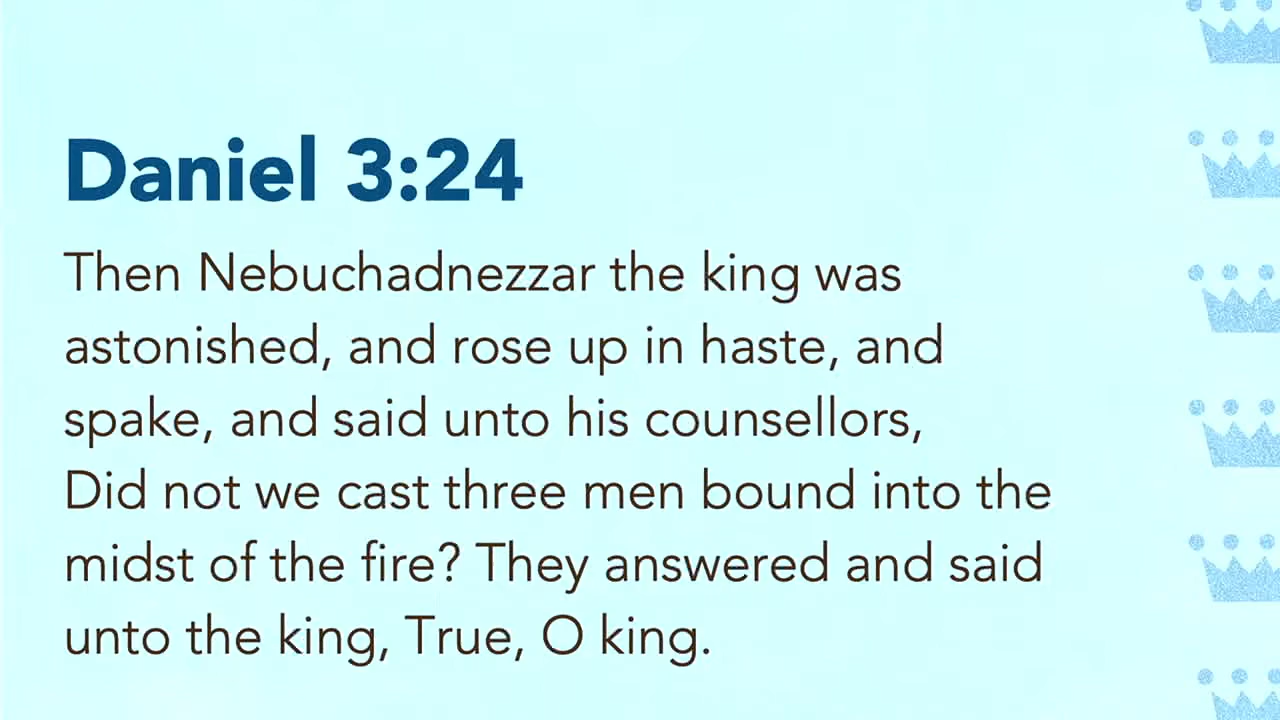 Daniel 3:24
Then Nebuchadnezzar the king was
astonished, and rose up in haste, and
spake, and said unto his counsellors,
Did not we cast three men bound into the
midst of the fire? They answered and said
unto the king, True, O king.